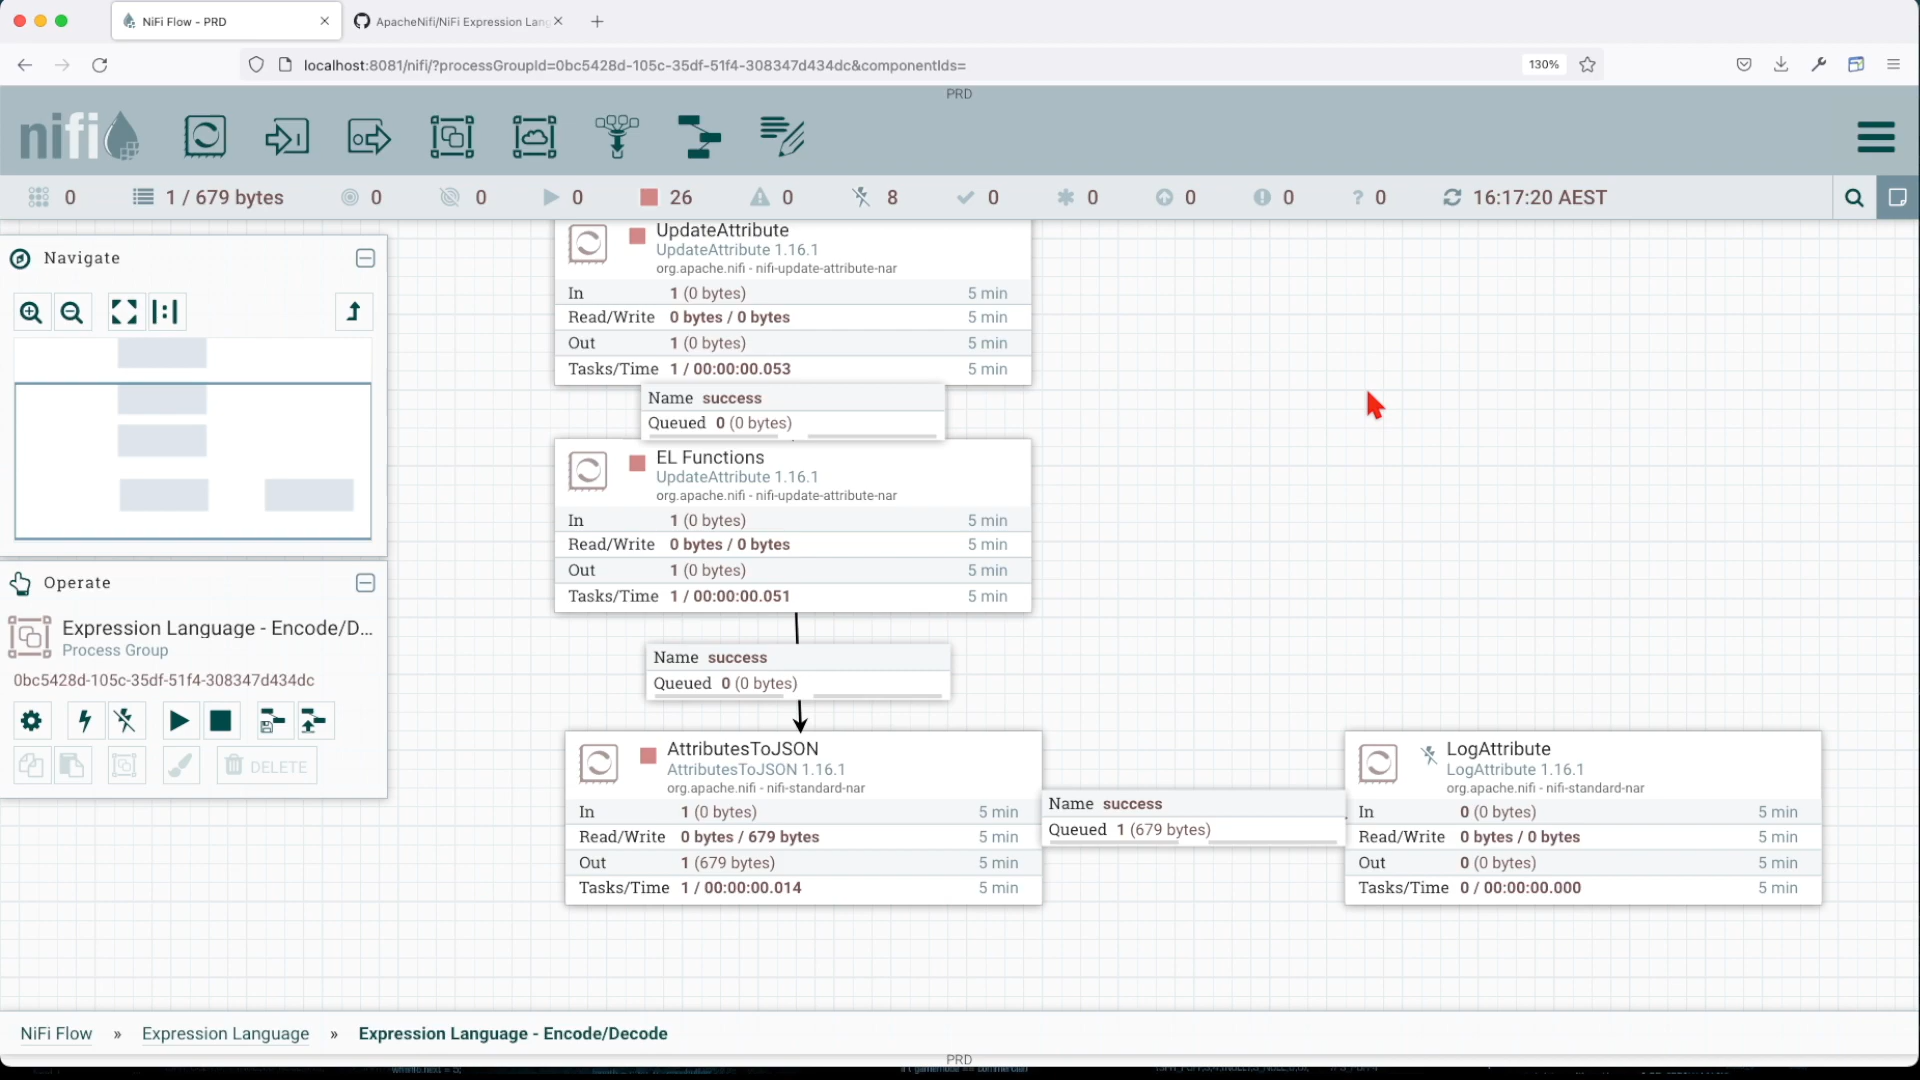 NiFi Flow - PRD
ApacheNifi/NiFi Expression Lang
localhost:8081/nifi/?processGroupId=0bc5428d-105c-35df-51f4-308347d434dc&componentIds=
130%
PRD
nifi
0
1 / 679 bytes
0
0
0
26
0
8
0
0
0
0
? 0
16:17:20 AEST
Navigate
Operate
Expression Language - Encode/D...
Process Group
0bc5428d-105c-35df-51f4-308347d434dc
DELETE
UpdateAttribute
UpdateAttribute 1.16.1
org.apache.nifi - nifi-update-attribute-nar
In 1 (0 bytes) 5 min
Read/Write 0 bytes / 0 bytes 5 min
Out 1 (0 bytes) 5 min
Tasks/Time 1 / 00:00:00.053 5 min
Name success
Queued 0 (0 bytes)
EL Functions
UpdateAttribute 1.16.1
org.apache.nifi - nifi-update-attribute-nar
In 1 (0 bytes) 5 min
Read/Write 0 bytes / 0 bytes 5 min
Out 1 (0 bytes) 5 min
Tasks/Time 1 / 00:00:00.051 5 min
Name success
Queued 0 (0 bytes)
AttributesToJSON
AttributesToJSON 1.16.1
org.apache.nifi - nifi-standard-nar
In 1 (0 bytes) 5 min
Read/Write 0 bytes / 679 bytes 5 min
Out 1 (679 bytes) 5 min
Tasks/Time 1 / 00:00:00.014 5 min
Name success
Queued 1 (679 bytes)
LogAttribute
LogAttribute 1.16.1
org.apache.nifi - nifi-standard-nar
In 0 (0 bytes) 5 min
Read/Write 0 bytes / 0 bytes 5 min
Out 0 (0 bytes) 5 min
Tasks/Time 0 / 00:00:00.000 5 min
NiFi Flow » Expression Language » Expression Language - Encode/Decode
PRD